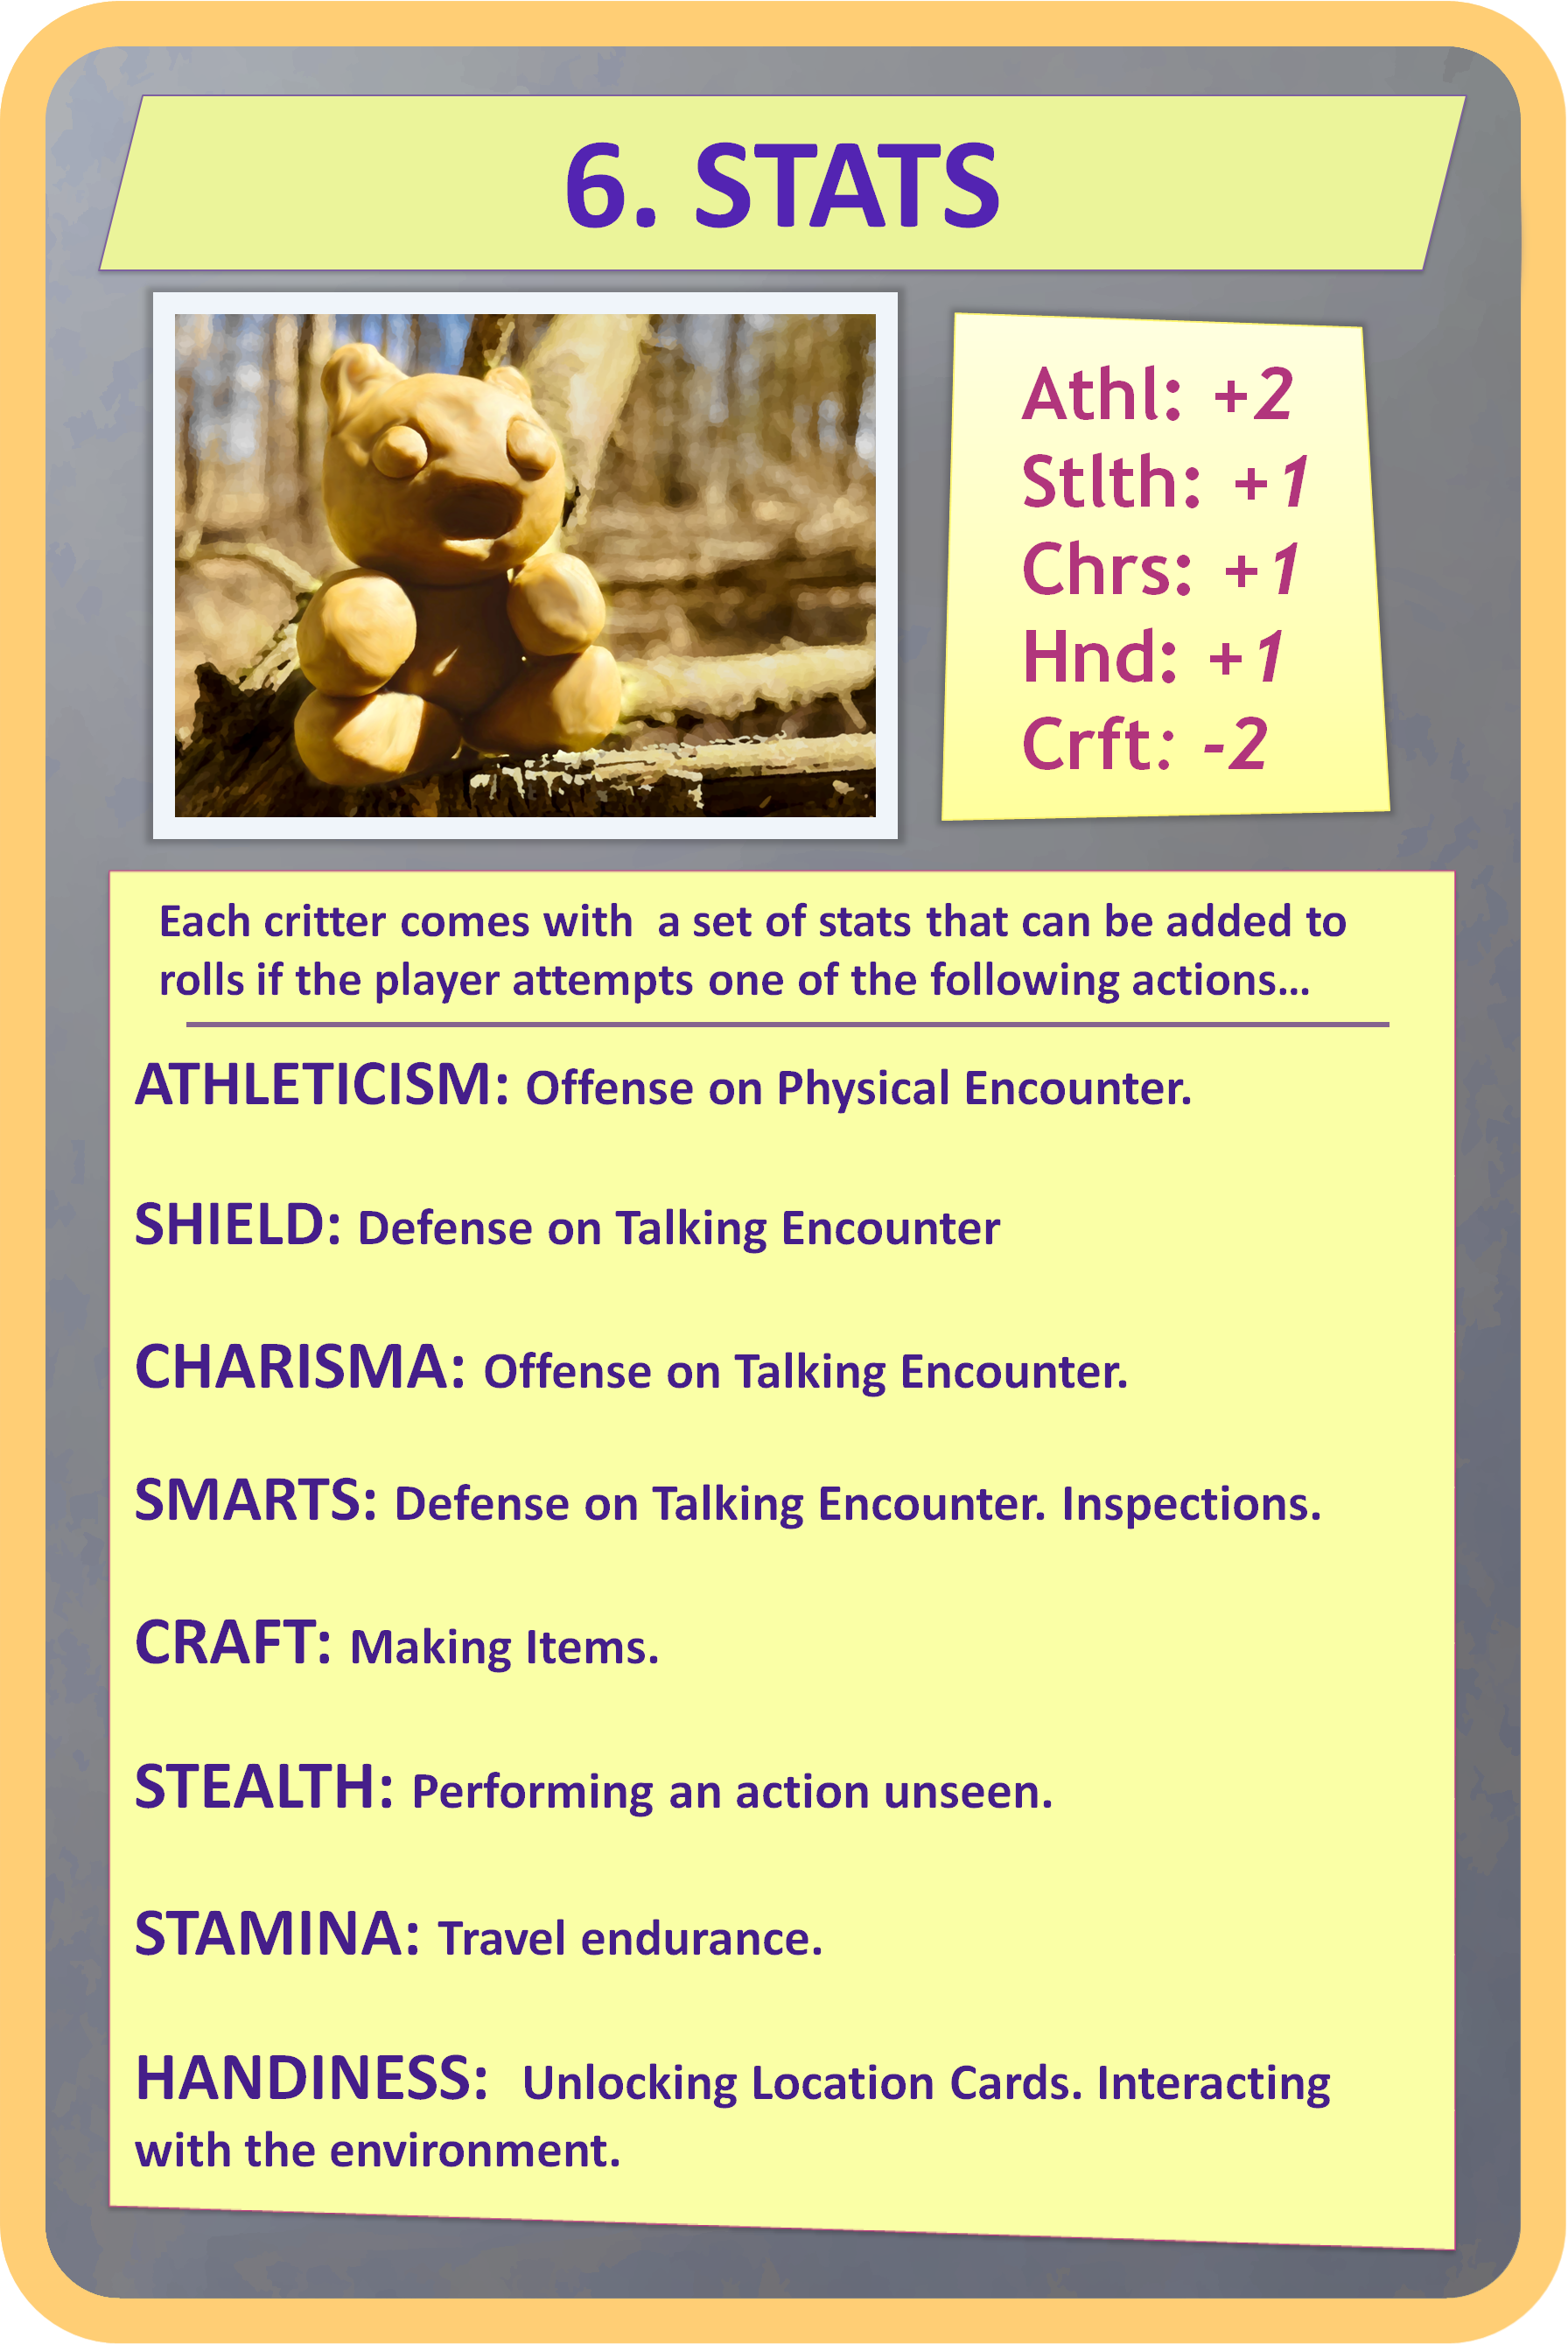 6. STATS
Athl: +2
Stlth: +1
Chrs: +1
Hnd: +1
Crft: -2
Each critter comes with  a set of stats that can be added to
rolls if the player attempts one of the following actions…
ATHLETICISM: Offense on Physical Encounter.
SHIELD: Defense on Talking Encounter
CHARISMA: Offense on Talking Encounter.
SMARTS: Defense on Talking Encounter. Inspections.
CRAFT: Making Items.
STEALTH: Performing an action unseen.
STAMINA: Travel endurance.
HANDINESS:  Unlocking Location Cards. Interacting
with the environment.